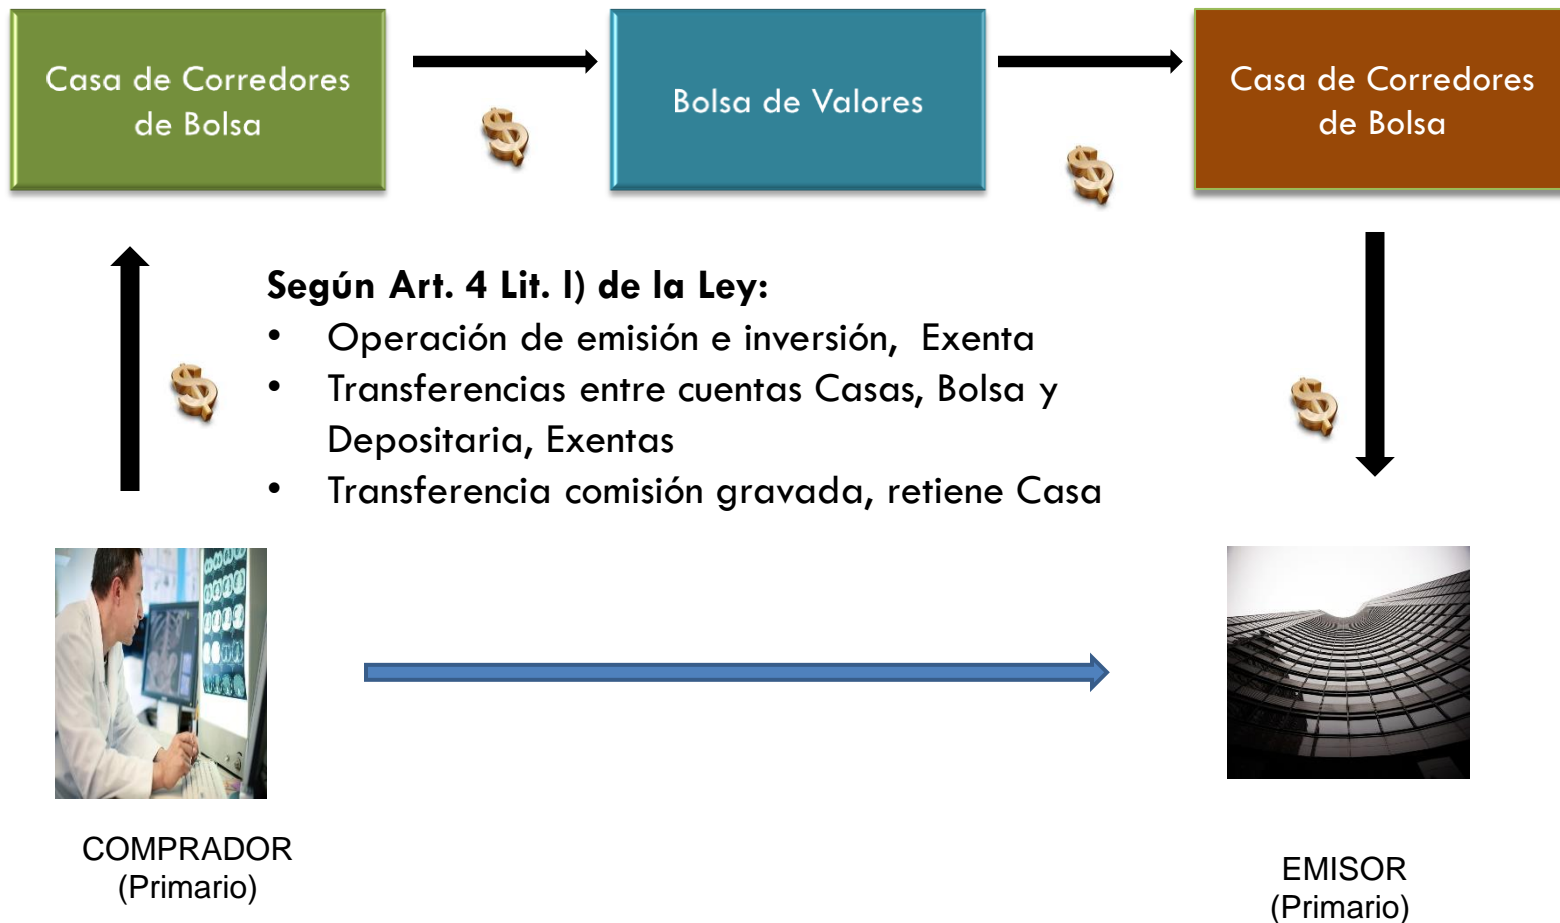 Casa de Corredores
de Bolsa
Bolsa de Valores
Casa de Corredores
de Bolsa
Según Art. 4 Lit. l) de la Ley:
• Operación de emisión e inversión, Exenta
• Transferencias entre cuentas Casas, Bolsa y
Depositaria, Exentas
• Transferencia comisión gravada, retiene Casa
COMPRADOR
(Primario)
EMISOR
(Primario)